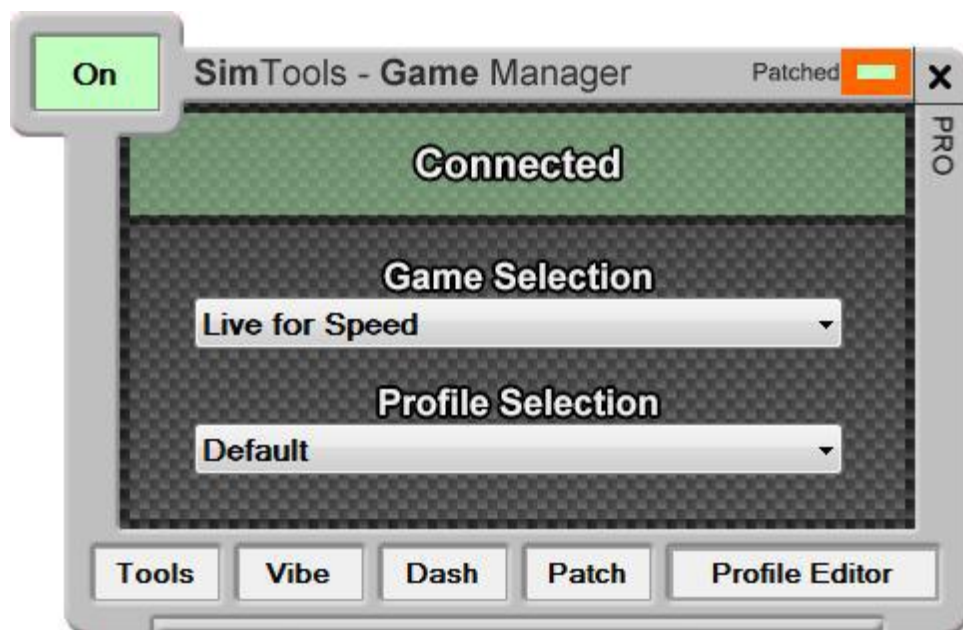 On
SimTools - Game Manager
Patched
X
PRO
Connected
Game Selection
Live for Speed
Profile Selection
Default
Tools
Vibe
Dash
Patch
Profile Editor